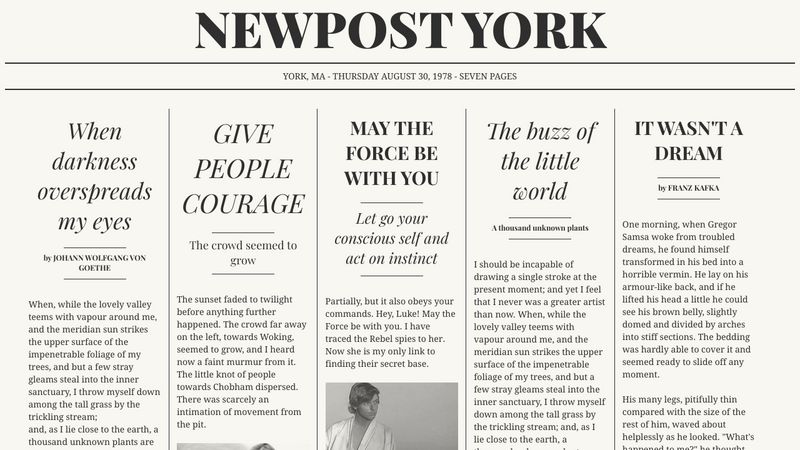 NEWPOST YORK
YORK, MA - THURSDAY AUGUST 30, 1978 - SEVEN PAGES
When
darkness
overspreads
my eyes
by JOHANN WOLFGANG VON
GOETHE
When, while the lovely valley
teems with vapour around me,
and the meridian sun strikes
the upper surface of the
impenetrable foliage of my
trees, and but a few stray
gleams steal into the inner
sanctuary, I throw myself down
among the tall grass by the
trickling stream;
and, as I lie close to the earth, a
thousand unknown plants are
GIVE
PEOPLE
COURAGE
The crowd seemed to
grow
The sunset faded to twilight
before anything further
happened. The crowd far away
on the left, towards Woking,
seemed to grow, and I heard
now a faint murmur from it.
The little knot of people
towards Chobham dispersed.
There was scarcely an
intimation of movement from
the pit.
MAY THE
FORCE BE
WITH YOU
Let go your
conscious self and
act on instinct
Partially, but it also obeys your
commands. Hey, Luke! May the
Force be with you. I have
traced the Rebel spies to her.
Now she is my only link to
finding their secret base.
The buzz of
the little
world
A thousand unknown plants
I should be incapable of
drawing a single stroke at the
present moment; and yet I feel
that I never was a greater artist
than now. When, while the
lovely valley teems with
vapour around me, and the
meridian sun strikes the upper
surface of the impenetrable
foliage of my trees, and but a
few stray gleams steal into the
inner sanctuary, I throw myself
down among the tall grass by
the trickling stream; and, as I
lie close to the earth, a
IT WASN'T A
DREAM
by FRANZ KAFKA
One morning, when Gregor
Samsa woke from troubled
dreams, he found himself
transformed in his bed into a
horrible vermin. He lay on his
armour-like back, and if he
lifted his head a little he could
see his brown belly, slightly
domed and divided by arches
into stiff sections. The bedding
was hardly able to cover it and
seemed ready to slide off any
moment.
His many legs, pitifully thin
compared with the size of the
rest of him, waved about
helplessly as he looked. "What's
happened to me?" he thought.